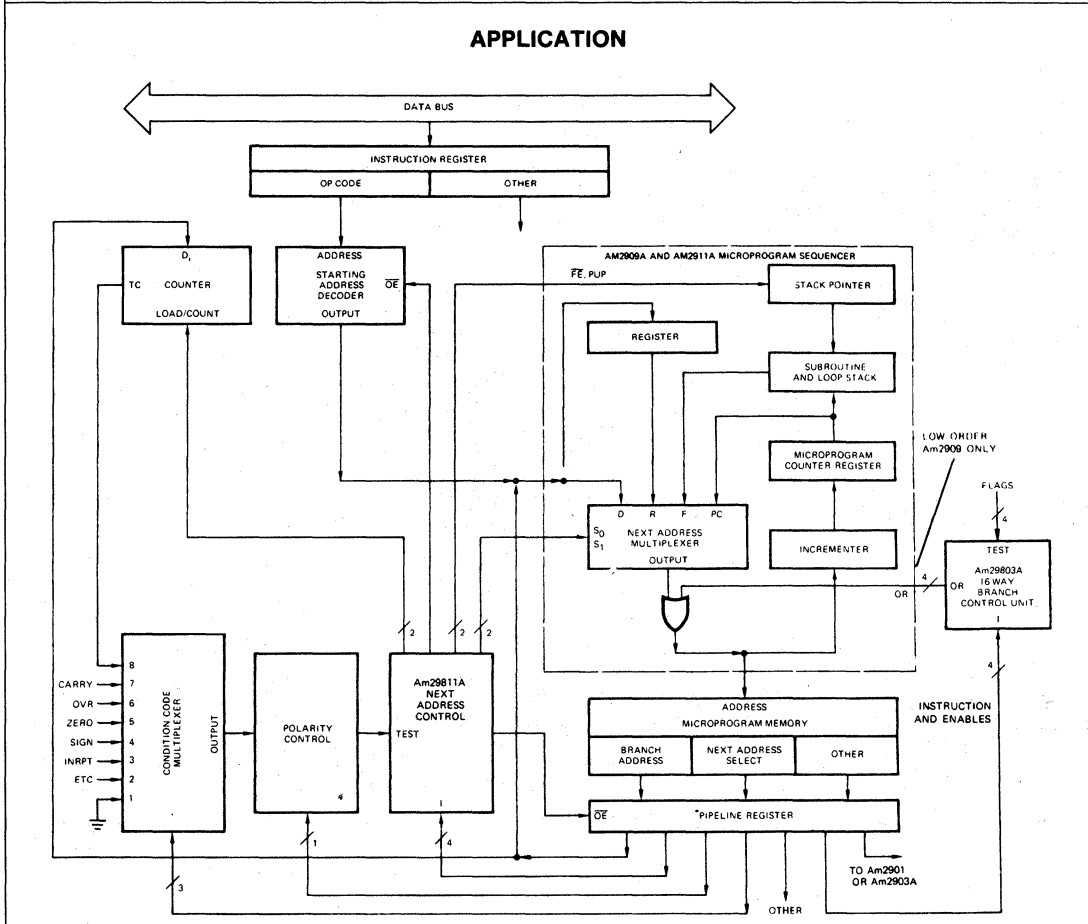 APPLICATION
DATA BUS
INSTRUCTION REGISTER
OP CODE
OTHER
D,
TC
COUNTER
LOAD/COUNT
ADDRESS
STARTING
ADDRESS
DECODER
OE
OUTPUT
AM2909A AND AM2911A MICROPROGRAM SEQUENCER
FE, PUP
STACK POINTER
REGISTER
SUBROUTINE
AND LOOP STACK
LOW ORDER
Am2909 ONLY
MICROPROGRAM
COUNTER REGISTER
FLAGS
4
D R F PC
S0
S1
NEXT ADDRESS
MULTIPLEXER
OUTPUT
INCREMENTER
TEST
Am29803A
16 WAY
BRANCH
CONTROL UNIT
OR
I
4
OR
2
2
2
4
8
CARRY 7
OVR 6
ZERO 5
SIGN 4
INRPT 3
ETC 2
1
CONDITION CODE
MULTIPLEXER
OUTPUT
POLARITY
CONTROL
Am29811A
NEXT
ADDRESS
CONTROL
TEST
I
ADDRESS
MICROPROGRAM MEMORY
BRANCH
ADDRESS
NEXT ADDRESS
SELECT
OTHER
INSTRUCTION
AND ENABLES
OE
PIPELINE REGISTER
1
4
3
TO Am2901
OR Am2903A
OTHER